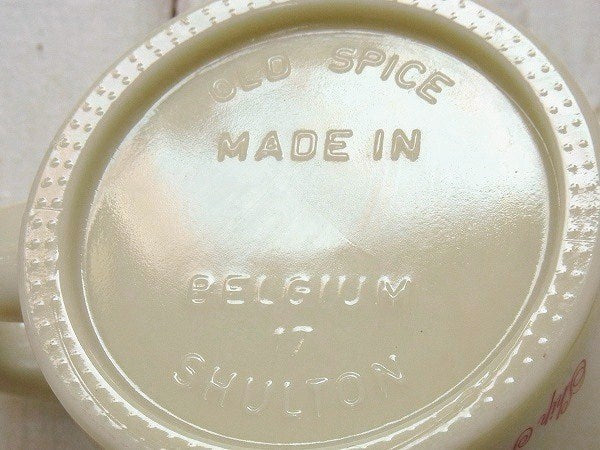 OLD SPICE
MADE IN
BELGIUM
17
SHULTON